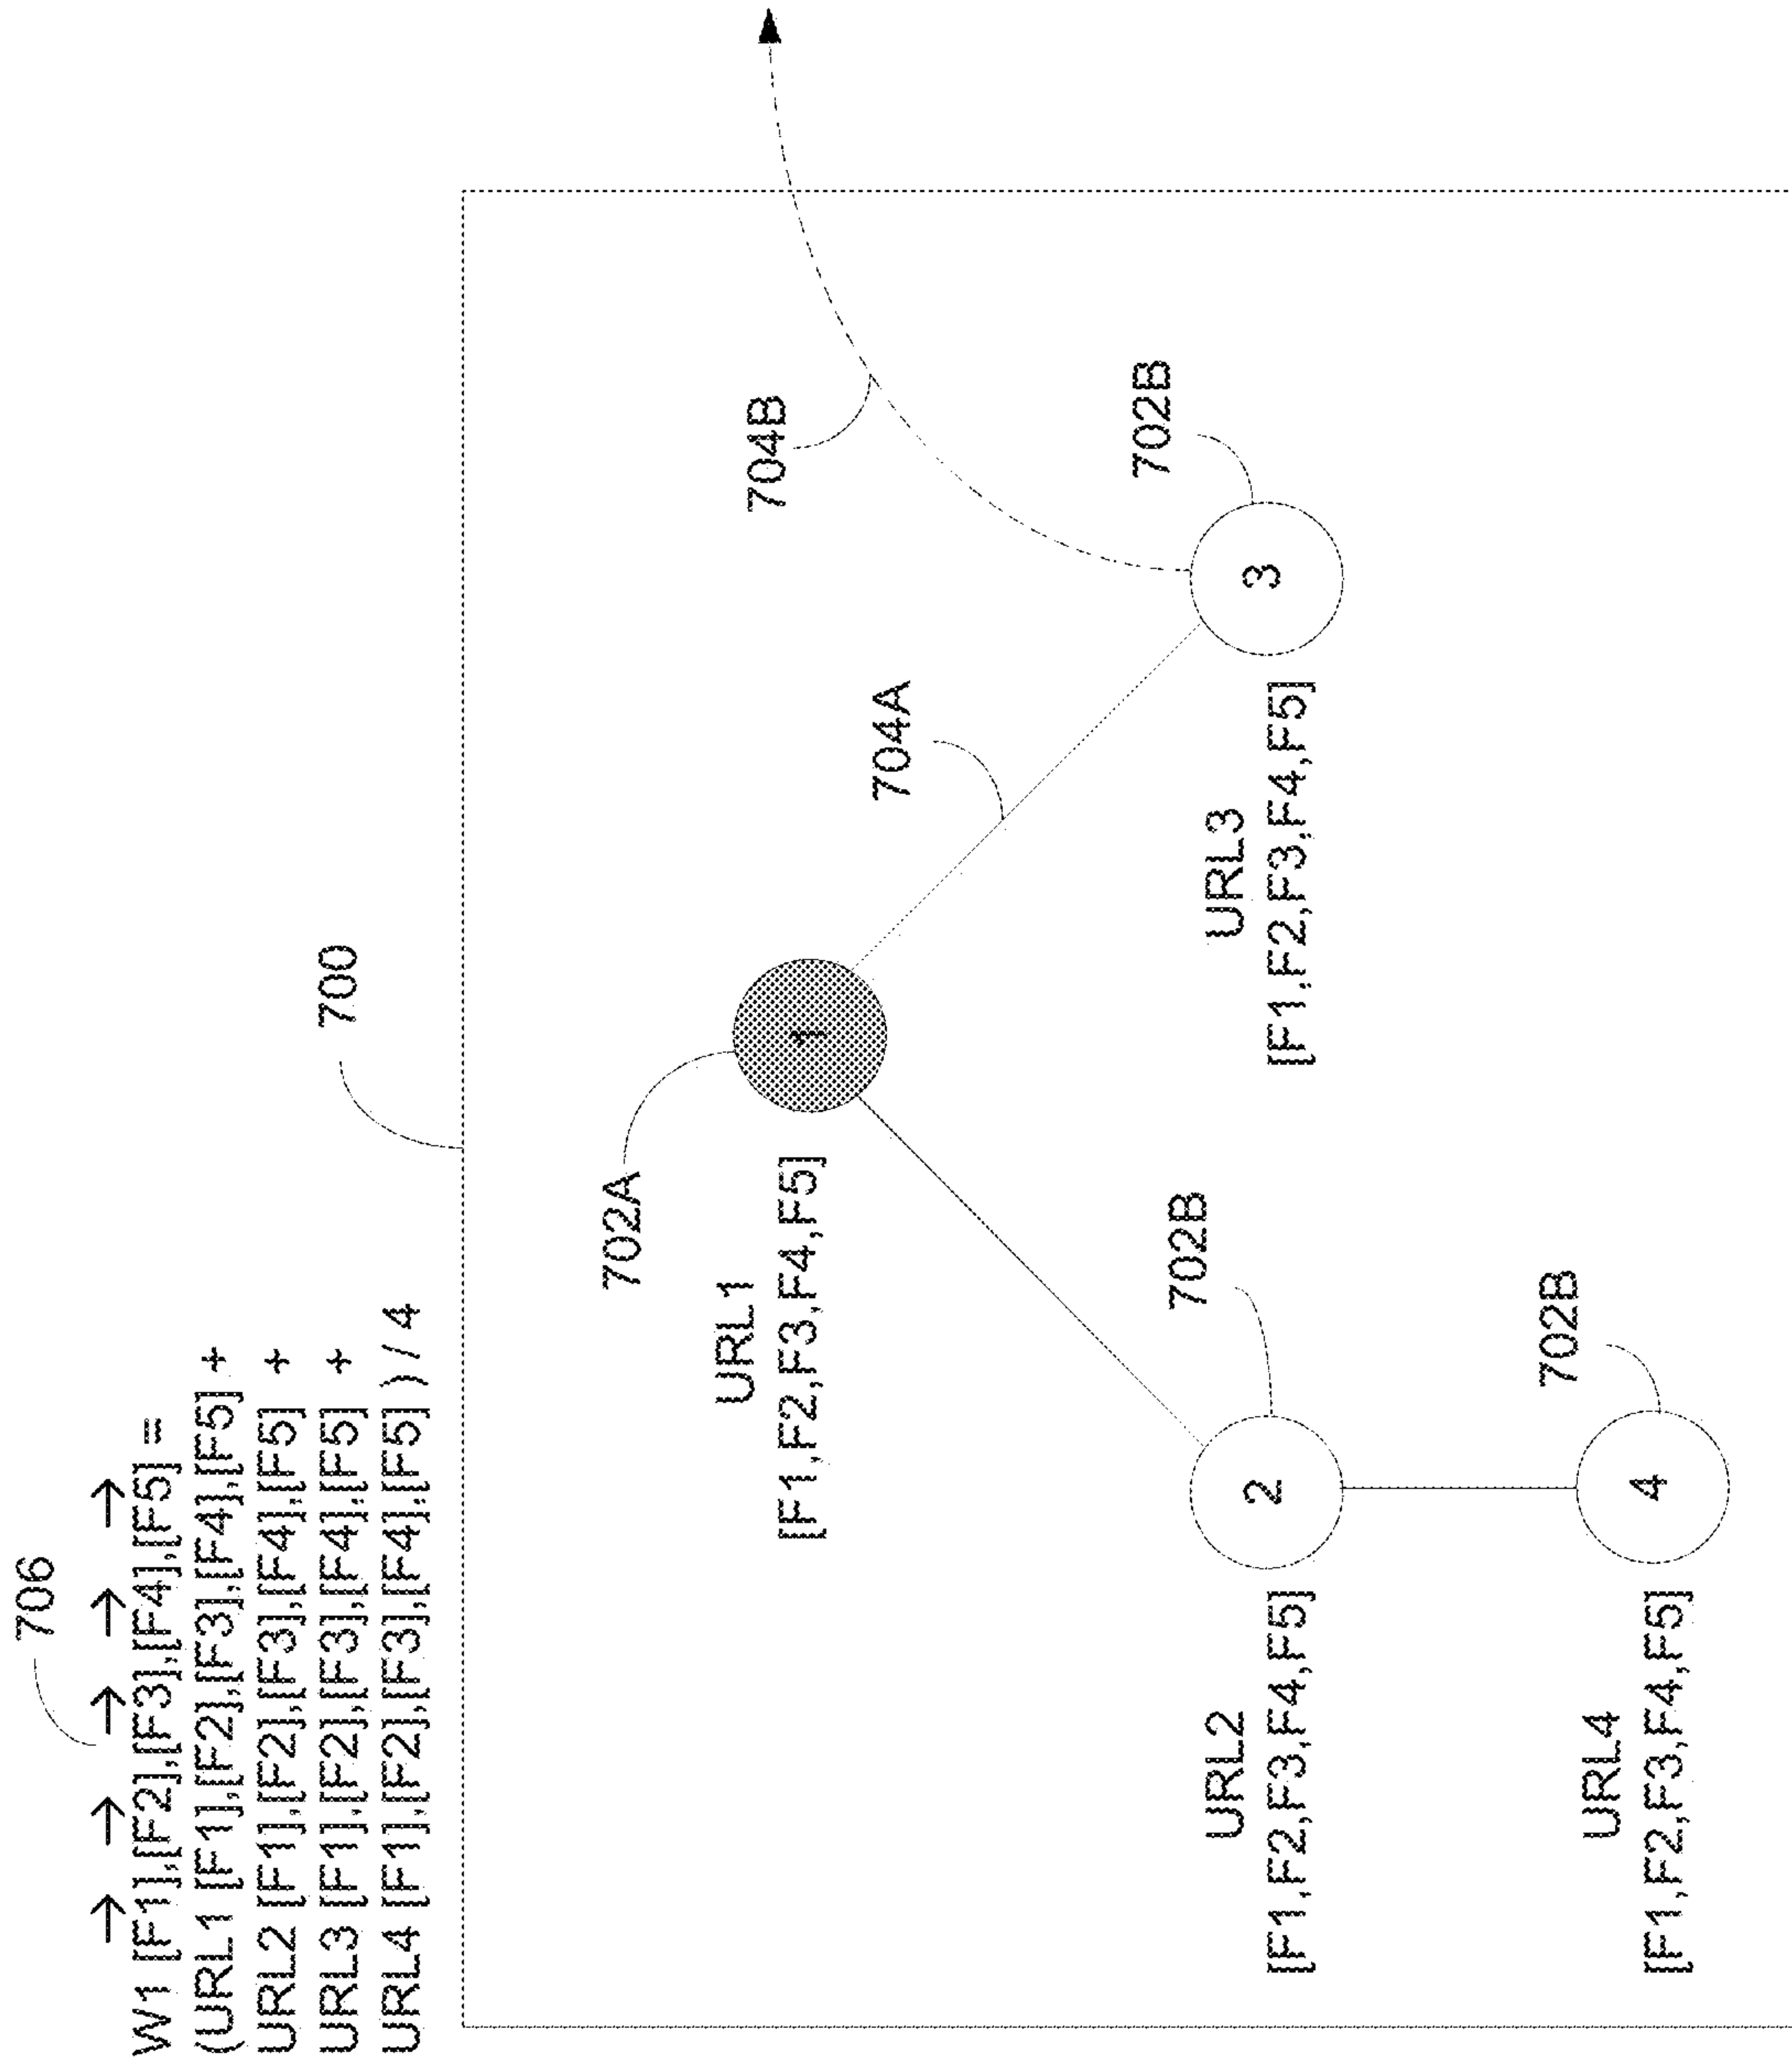 706
→ → → → →
W1 [F1],[F2],[F3],[F4],[F5] =
(URL1 [F1],[F2],[F3],[F4],[F5] +
URL2 [F1],[F2],[F3],[F4],[F5] +
URL3 [F1],[F2],[F3],[F4],[F5] +
URL4 [F1],[F2],[F3],[F4],[F5] ) / 4
700
702A
URL1
[F1,F2,F3,F4,F5]
1
704B
704A
702B
URL2
[F1,F2,F3,F4,F5]
2
702B
URL3
[F1,F2,F3,F4,F5]
3
702B
URL4
[F1,F2,F3,F4,F5]
4